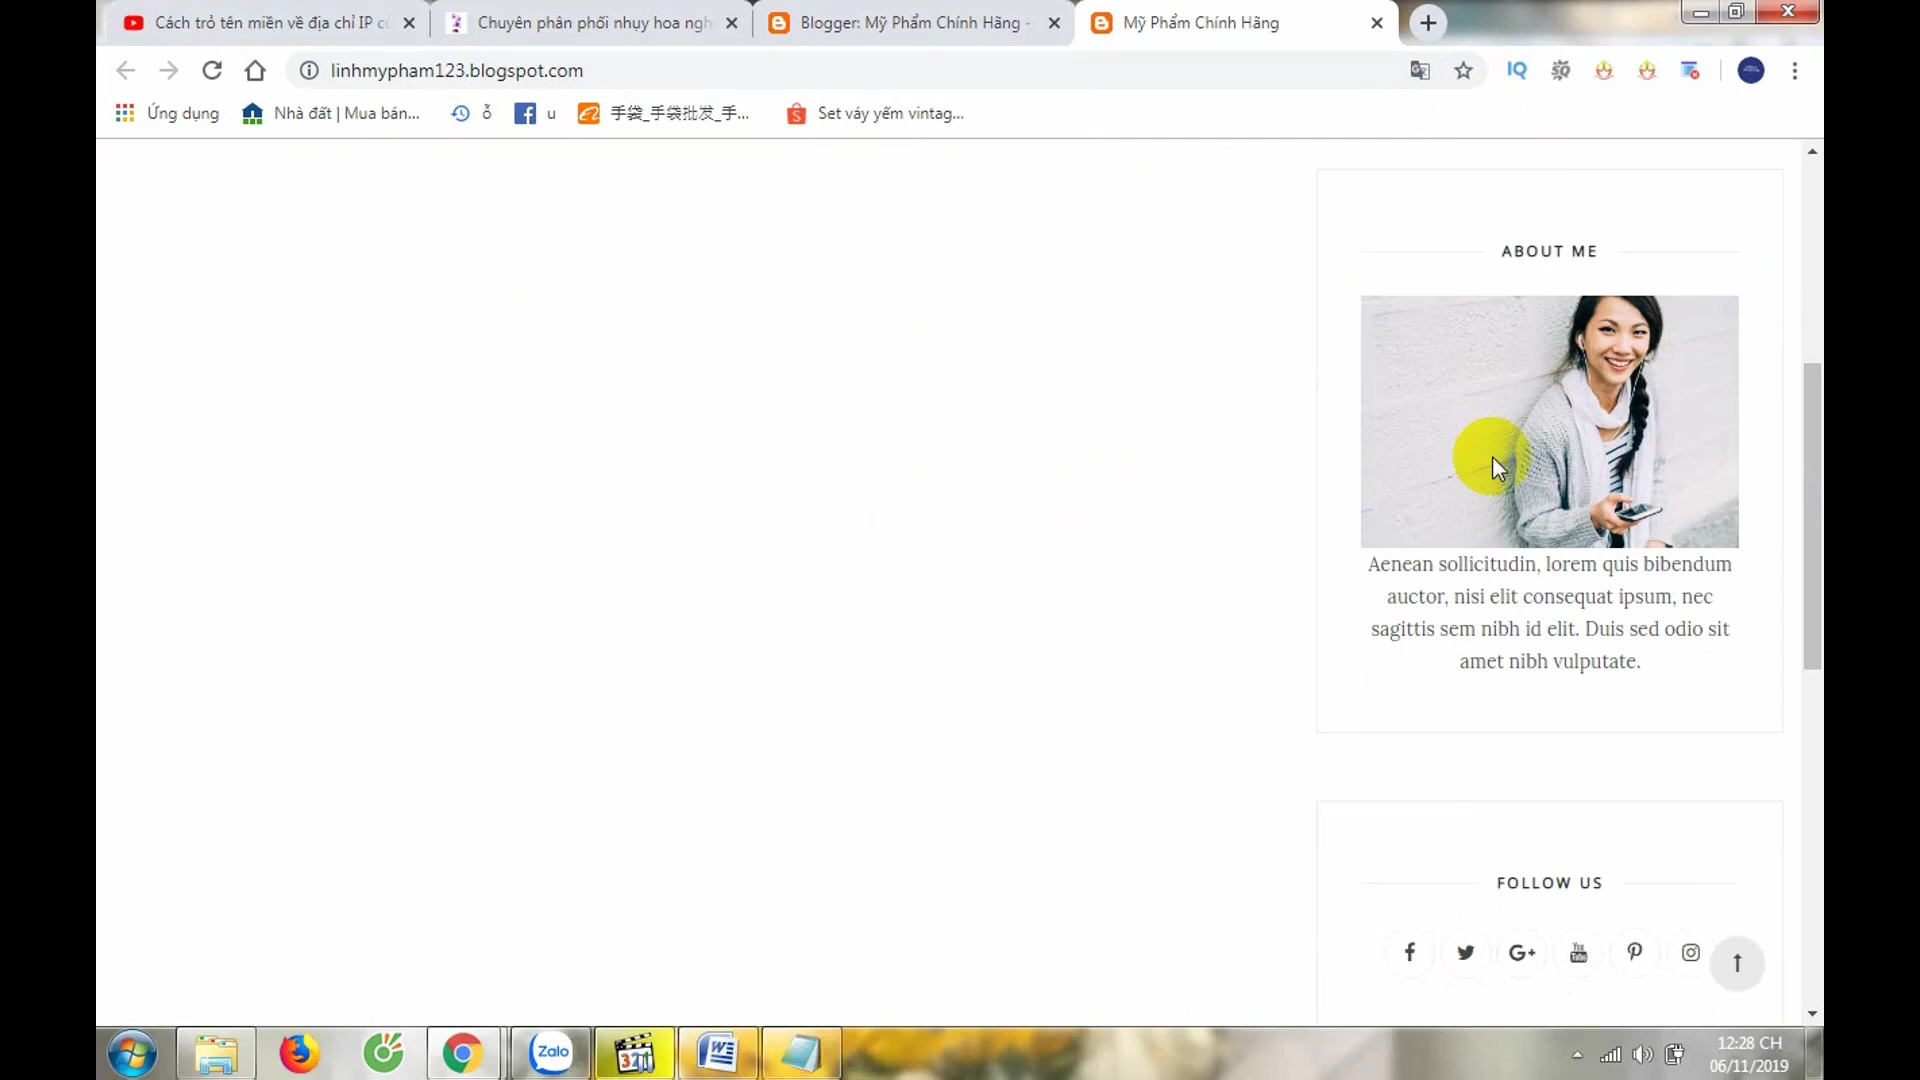 Cách trỏ tên miền về địa chỉ IP củ
Chuyên phân phối nhụy hoa ngh
Blogger: Mỹ Phẩm Chính Hãng -
Mỹ Phẩm Chính Hãng
linhmypham123.blogspot.com
Ứng dụng
Nhà đất | Mua bán...
ỗ
u
手袋_手袋批发_手...
Set váy yếm vintag...
ABOUT ME
Aenean sollicitudin, lorem quis bibendum
auctor, nisi elit consequat ipsum, nec
sagittis sem nibh id elit. Duis sed odio sit
amet nibh vulputate.
FOLLOW US
Zalo
321
12:28 CH
06/11/2019